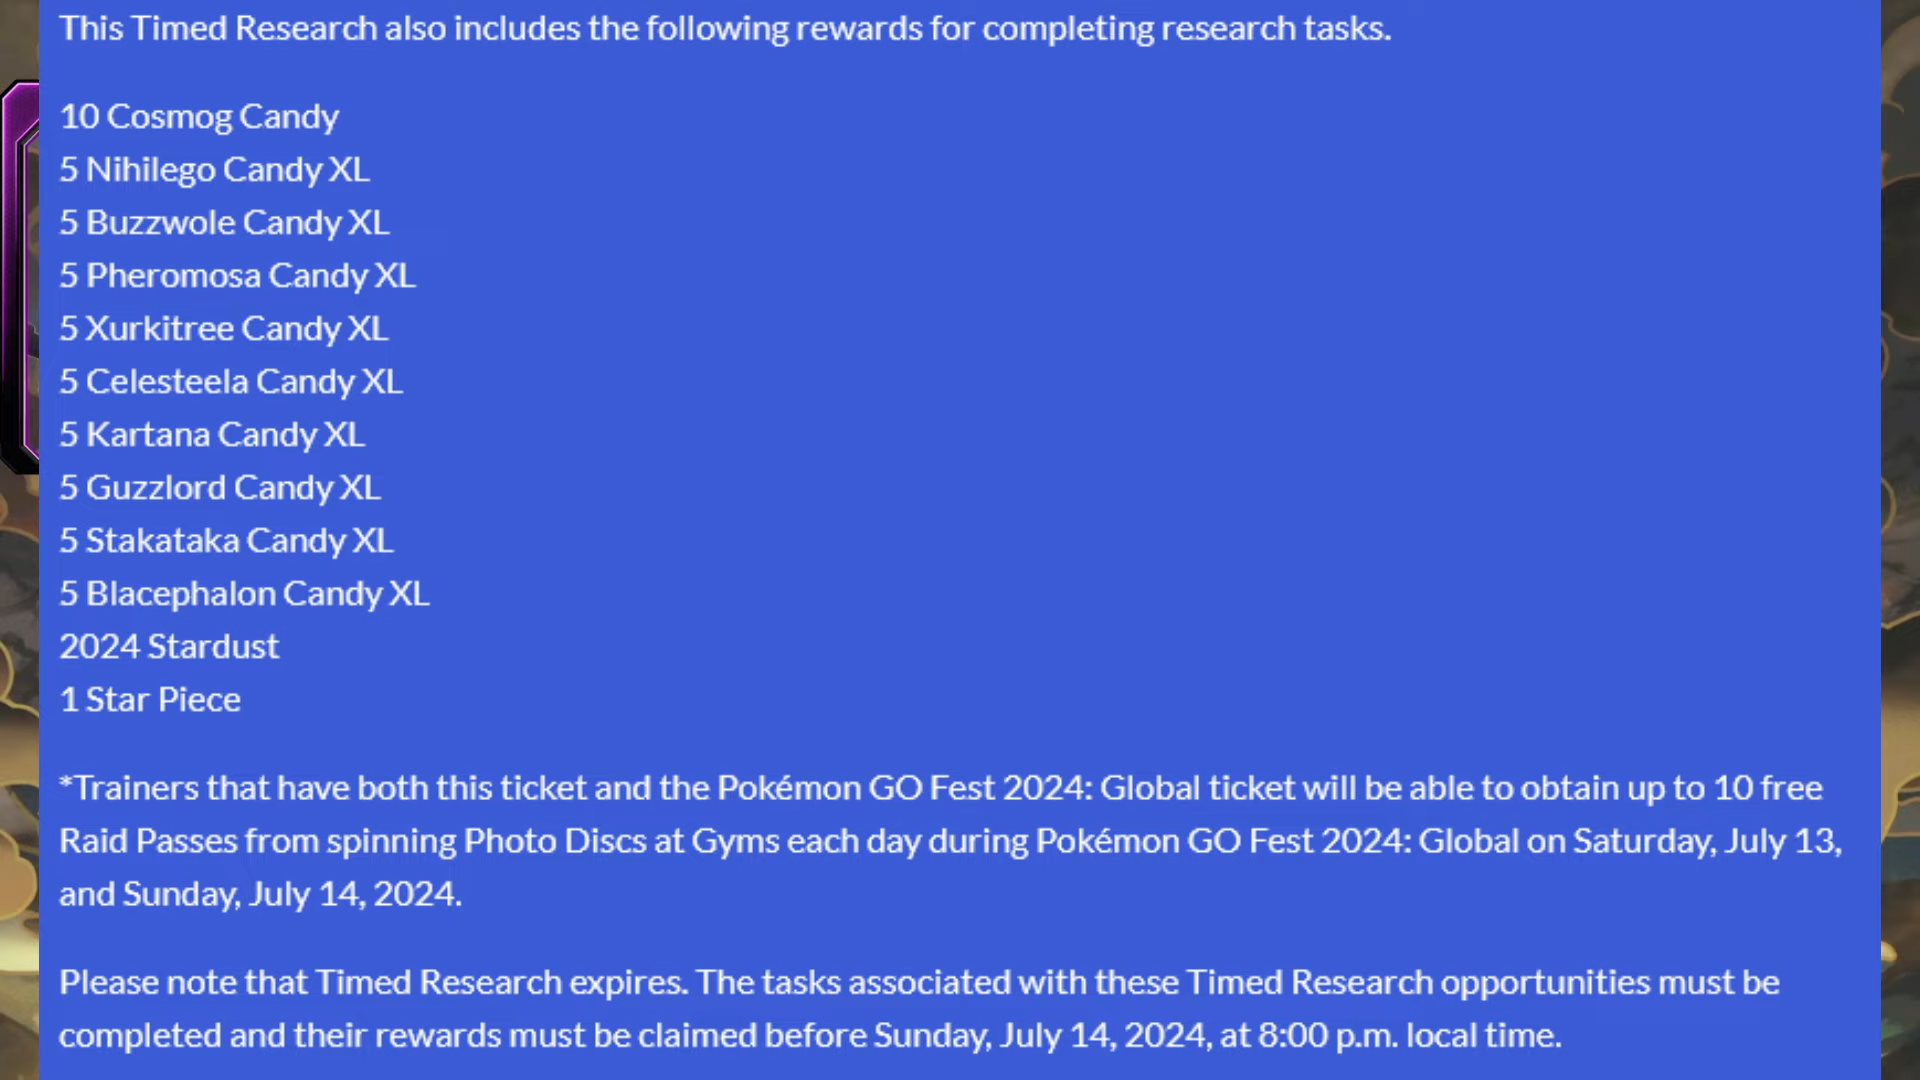 This Timed Research also includes the following rewards for completing research tasks.
10 Cosmog Candy
5 Nihilego Candy XL
5 Buzzwole Candy XL
5 Pheromosa Candy XL
5 Xurkitree Candy XL
5 Celesteela Candy XL
5 Kartana Candy XL
5 Guzzlord Candy XL
5 Stakataka Candy XL
5 Blacephalon Candy XL
2024 Stardust
1 Star Piece
*Trainers that have both this ticket and the Pokémon GO Fest 2024: Global ticket will be able to obtain up to 10 free
Raid Passes from spinning Photo Discs at Gyms each day during Pokémon GO Fest 2024: Global on Saturday, July 13,
and Sunday, July 14, 2024.
Please note that Timed Research expires. The tasks associated with these Timed Research opportunities must be
completed and their rewards must be claimed before Sunday, July 14, 2024, at 8:00 p.m. local time.